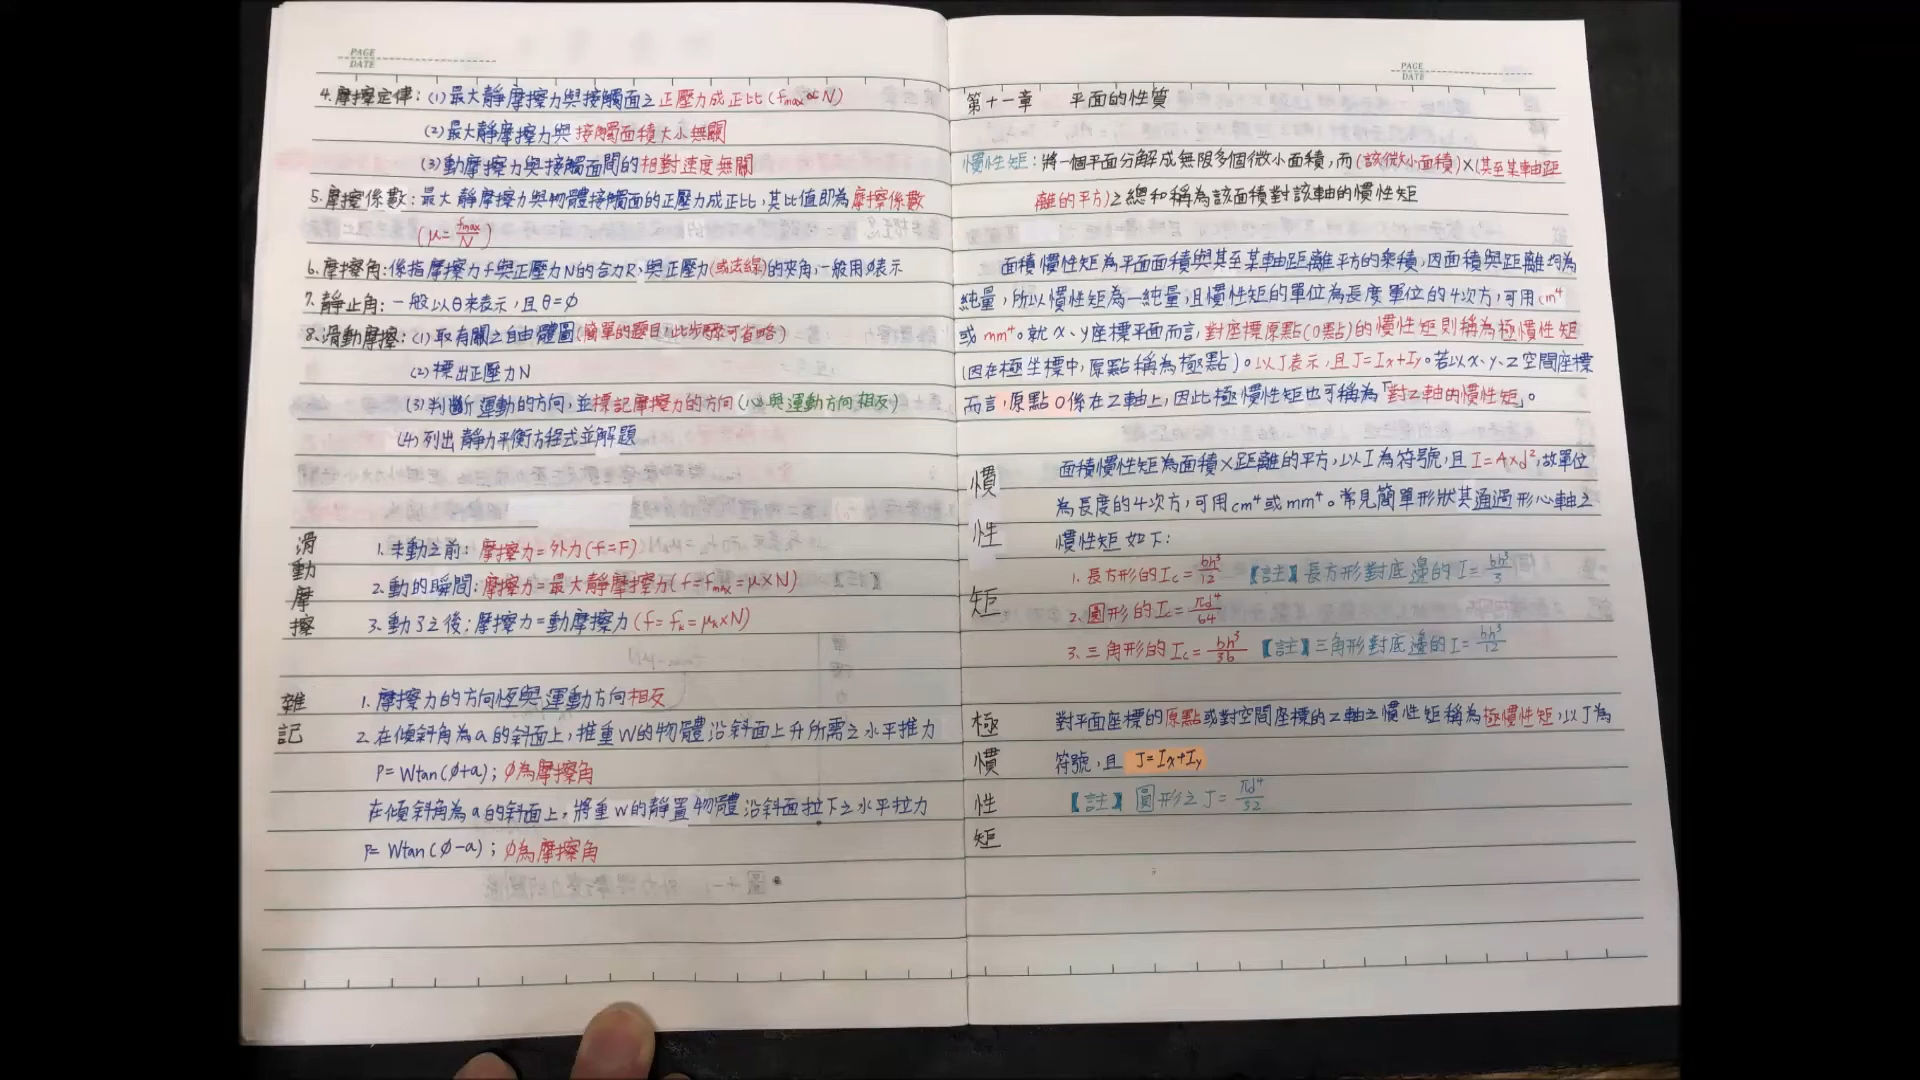 PAGE
DATE
4.摩擦定律:(1)最大靜摩擦力與接觸面之正壓力成正比(fmax∝N)
(2)最大靜摩擦力與接觸面積大小無關
(3)動摩擦力與接觸面間的相對速度無關
5.摩擦係數:最大靜摩擦力與物體接觸面的正壓力成正比,其比值即為摩擦係數
(μ=fmax/N)
6.摩擦角:係指摩擦力f與正壓力N的合力R,與正壓力(或法線)的夾角,一般用φ表示
7.靜止角:一般以θ來表示,且θ=φ
8.滑動摩擦:(1)取有關之自由體圖(簡單的題目,此步驟可省略)
(2)標出正壓力N
(3)判斷運動的方向,並標記摩擦力的方向(必與運動方向相反)
(4)列出靜力平衡方程式並解題
滑動摩擦
1.未動之前:摩擦力=外力(f=F)
2.動的瞬間:摩擦力=最大靜摩擦力(f=fmax=μ×N)
3.動了之後:摩擦力=動摩擦力(f=fk=μk×N)
雜記
1.摩擦力的方向恆與運動方向相反
2.在傾斜角為a的斜面上,推重W的物體沿斜面上升所需之水平推力
P=Wtan(φ+a);φ為摩擦角
在傾斜角為a的斜面上,將重W的靜置物體沿斜面拉下之水平拉力
P=Wtan(φ-a);φ為摩擦角
PAGE
DATE
第十一章 平面的性質
慣性矩:將一個平面分解成無限多個微小面積,而(該微小面積)×(其至某軸距
離的平方)之總和稱為該面積對該軸的慣性矩
面積慣性矩為平面面積與其至某軸距離平方的乘積,因面積與距離均為
純量,所以慣性矩為一純量,且慣性矩的單位為長度單位的4次方,可用cm⁴
或mm⁴。就x、y座標平面而言,對座標原點(O點)的慣性矩則稱為極慣性矩
(因在極坐標中,原點稱為極點)。以J表示,且J=Ix+Iy。若以x、y、z空間座標
而言,原點O係在Z軸上,因此極慣性矩也可稱為「對Z軸的慣性矩」。
慣性矩
面積慣性矩為面積×距離的平方,以I為符號,且I=A×d²,故單位
為長度的4次方,可用cm⁴或mm⁴。常見簡單形狀其通過形心軸之
慣性矩如下:
1.長方形的Ic=bh³/12 【註】長方形對底邊的I=bh³/3
2.圓形的Ic=πd⁴/64
3.三角形的Ic=bh³/36 【註】三角形對底邊的I=bh³/12
極慣性矩
對平面座標的原點或對空間座標的Z軸之慣性矩稱為極慣性矩,以J為
符號,且 J=Ix+Iy
【註】圓形之J=πd⁴/32